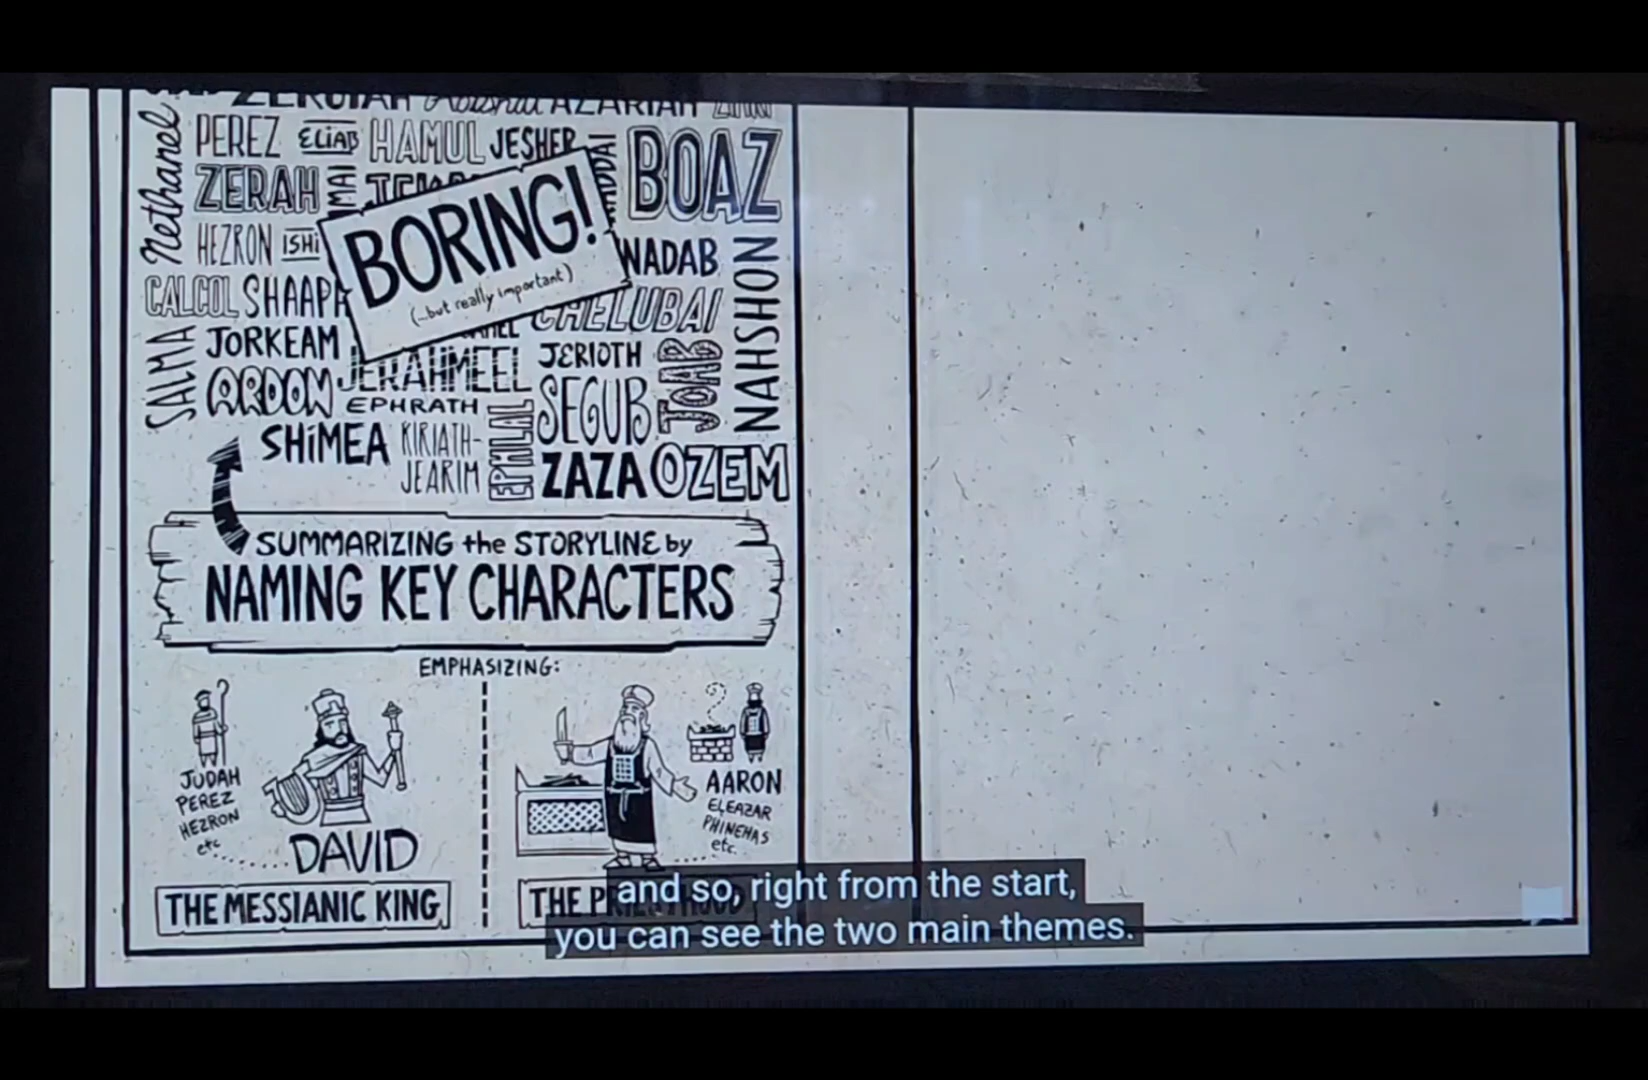 ZERUIAH Abishai AZARIAH
Nethanel
PEREZ ELIAB HAMUL JESHER
BOAZ
ZERAH
BORING!
(...but really important)
HEZRON ISHI
NADAB
NAHSHON
CALCOL SHAAPH
CHELUBAI
SALMA
JORKEAM
JERAHMEEL
JERIOTH
JOAB
ARDON
EPHRATH
SEGUB
SHiMEA
KIRIATH-
JEARIM
EPHLAL
ZAZA OZEM
SUMMARIZING the STORYLINE by
NAMING KEY CHARACTERS
EMPHASIZING:
JUDAH
PEREZ
HEZRON
etc.
DAVID
THE MESSIANIC KING
AARON
ELEAZAR
PHINEHAS
etc.
and so, right from the start,
you can see the two main themes.